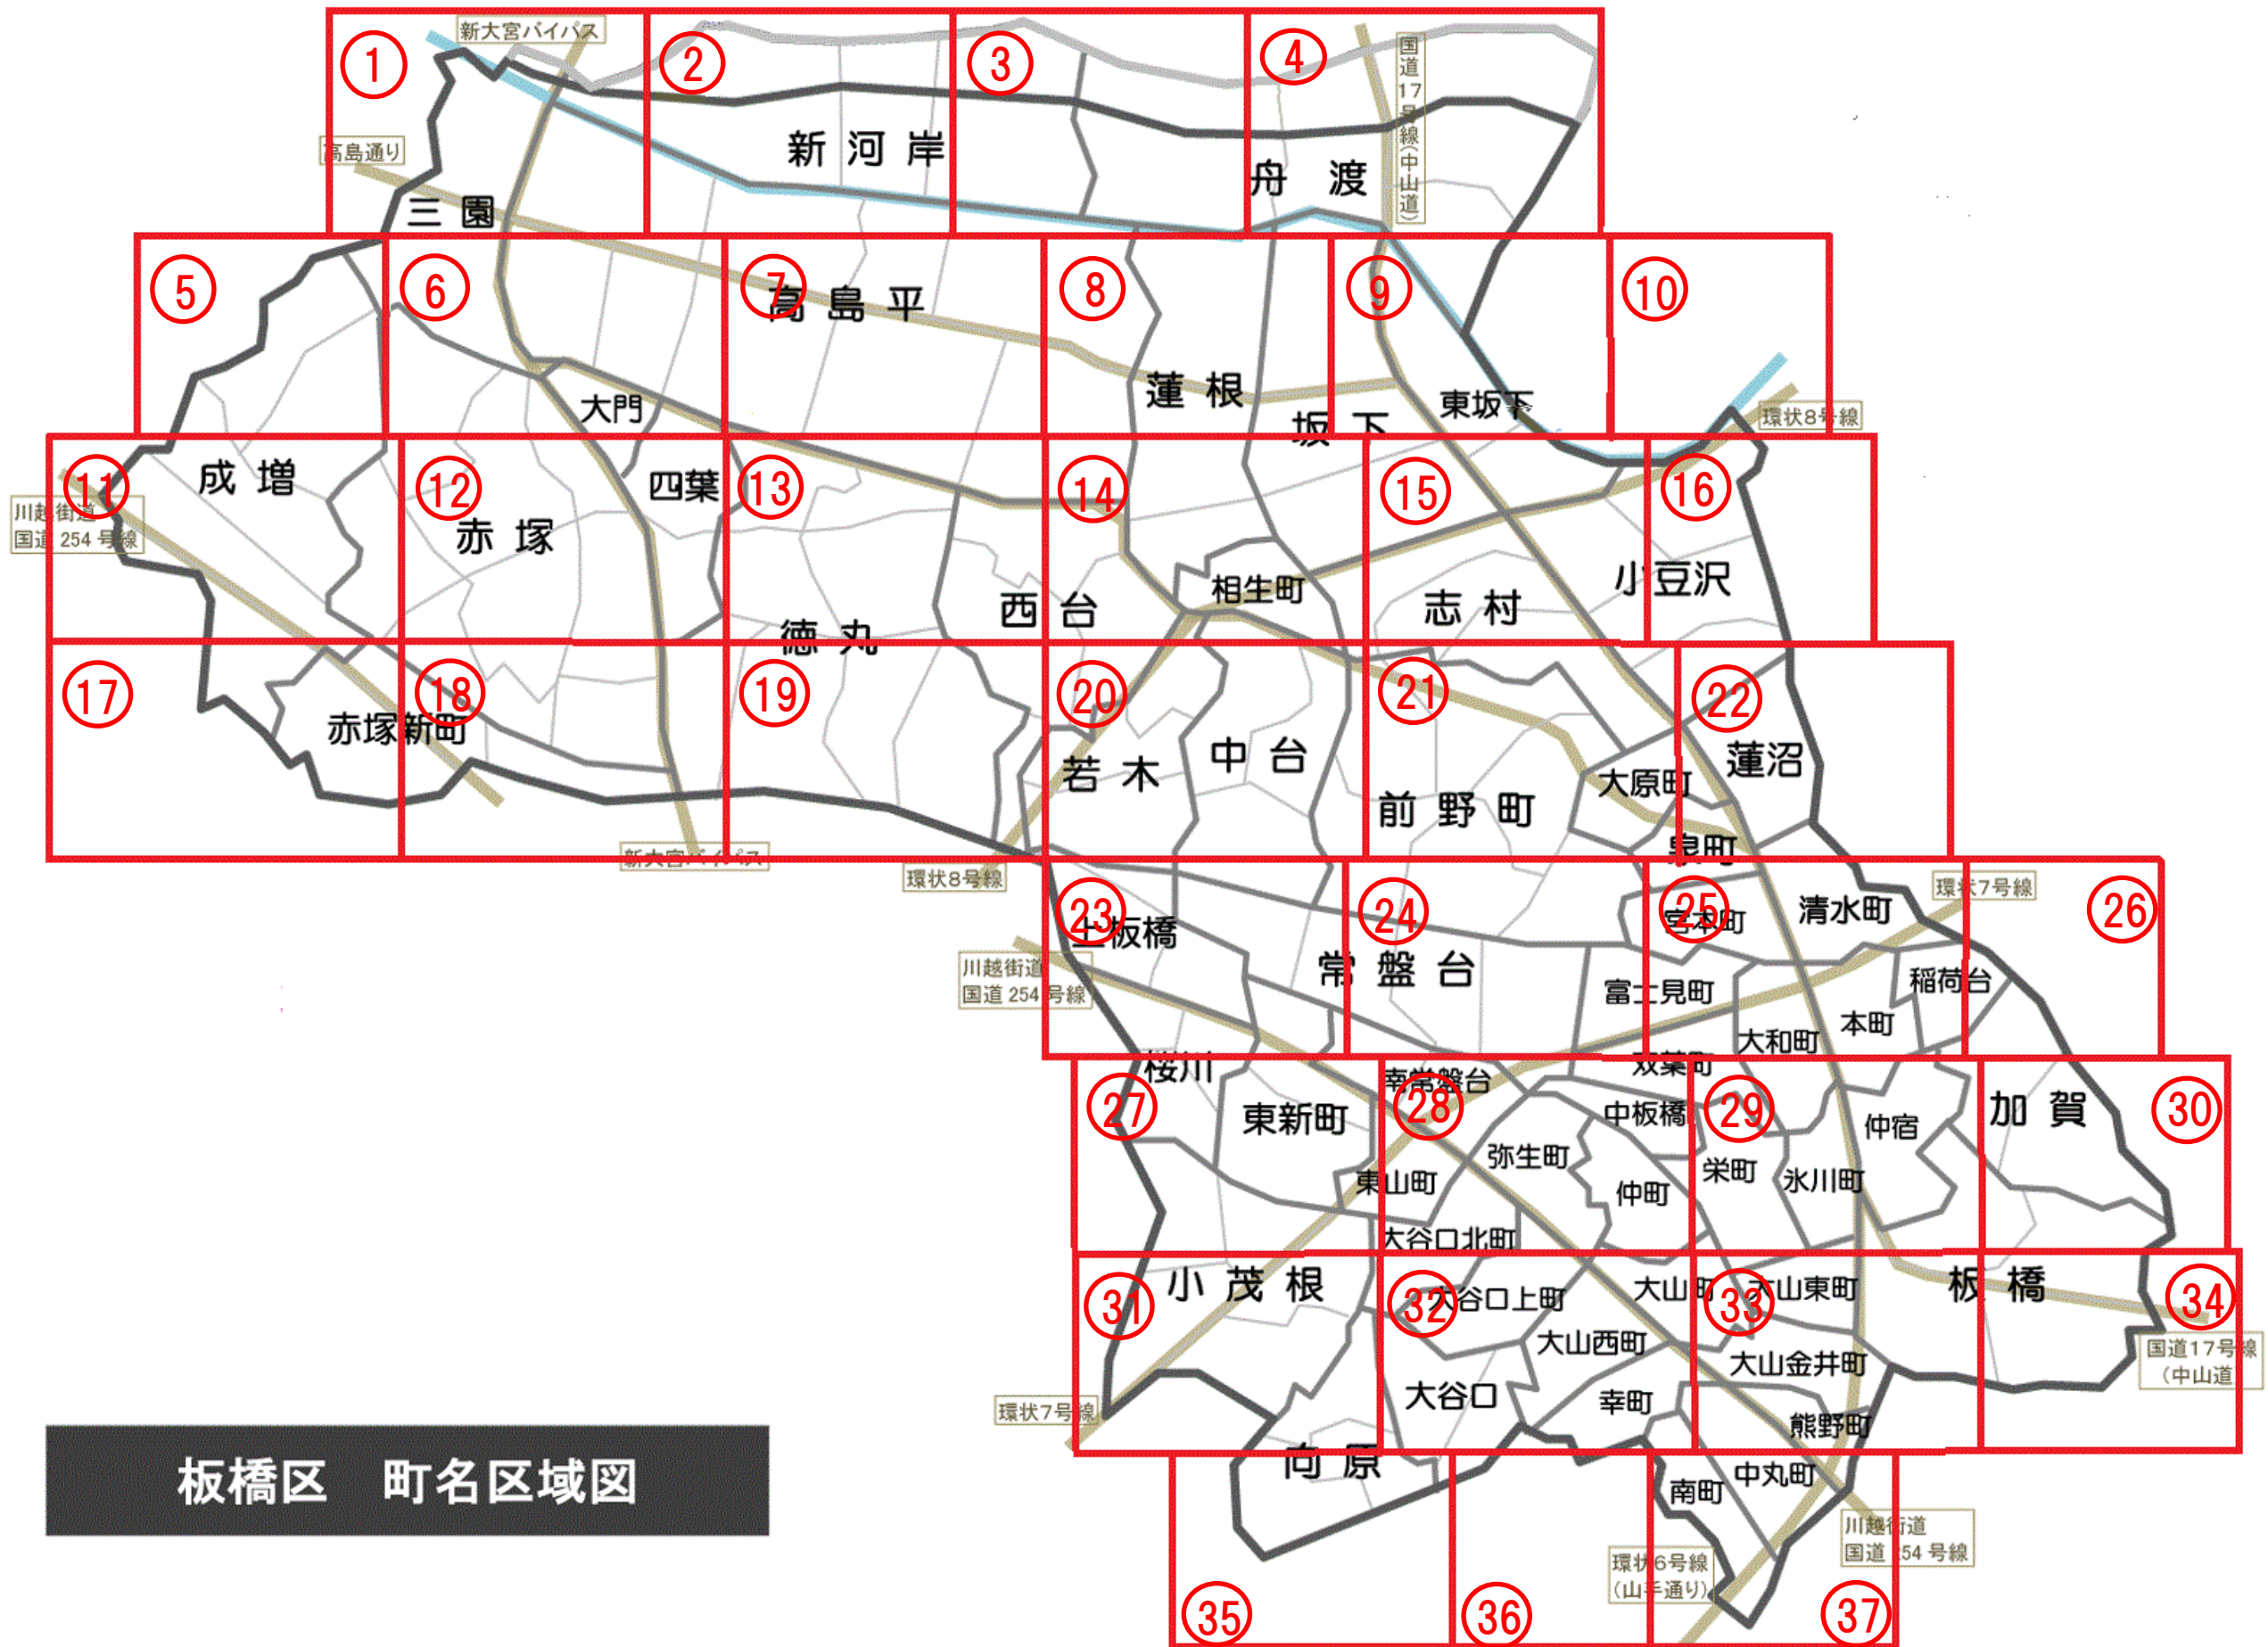 新大宮バイパス
① ② ③ ④
国道17号線(中山道)
高島通り
新河岸
舟渡
三園
⑤ ⑥ ⑦ ⑧ ⑨ ⑩
高島平
蓮根
大門
坂下
東坂下
環状8号線
⑪ ⑫ ⑬ ⑭ ⑮ ⑯
成増
四葉
川越街道
国道254号線
赤塚
相生町
小豆沢
西台
志村
徳丸
⑰ ⑱ ⑲ ⑳ ㉑ ㉒
赤塚新町
若木
中台
蓮沼
大原町
前野町
泉町
新大宮バイパス
環状8号線
㉓ ㉔ ㉕ ㉖
環状7号線
上板橋
宮本町
清水町
川越街道
国道254号線
常盤台
富士見町
稲荷台
大和町
本町
桜川
双葉町
㉗ ㉘ ㉙ ㉚
南常盤台
東新町
中板橋
仲宿
加賀
弥生町
東山町
仲町
栄町
氷川町
大谷口北町
㉛ ㉜ ㉝ ㉞
小茂根
大谷口上町
大山町
大山東町
板橋
大山西町
大山金井町
国道17号線
(中山道)
大谷口
幸町
環状7号線
熊野町
向原
南町
中丸町
川越街道
国道254号線
環状6号線
(山手通り)
㉟ ㊱ ㊲
板橋区 町名区域図